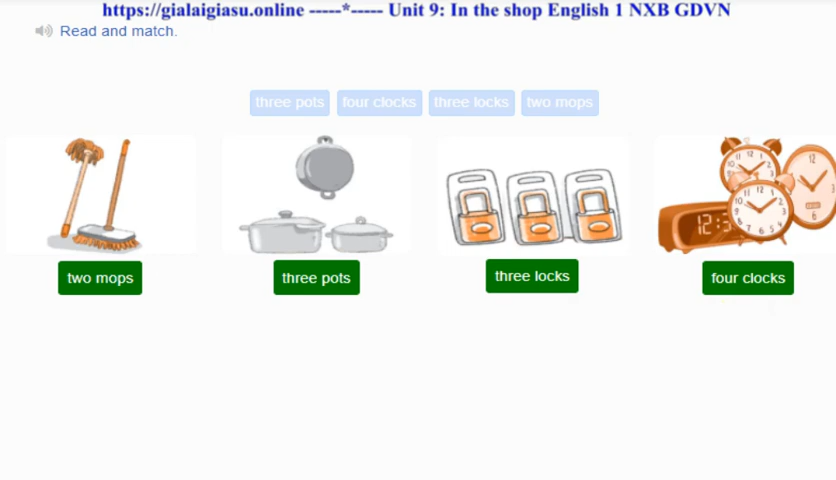 https://gialaigiasu.online -----*----- Unit 9: In the shop English 1 NXB GDVN
Read and match.
three pots four clocks three locks two mops
two mops three pots three locks four clocks